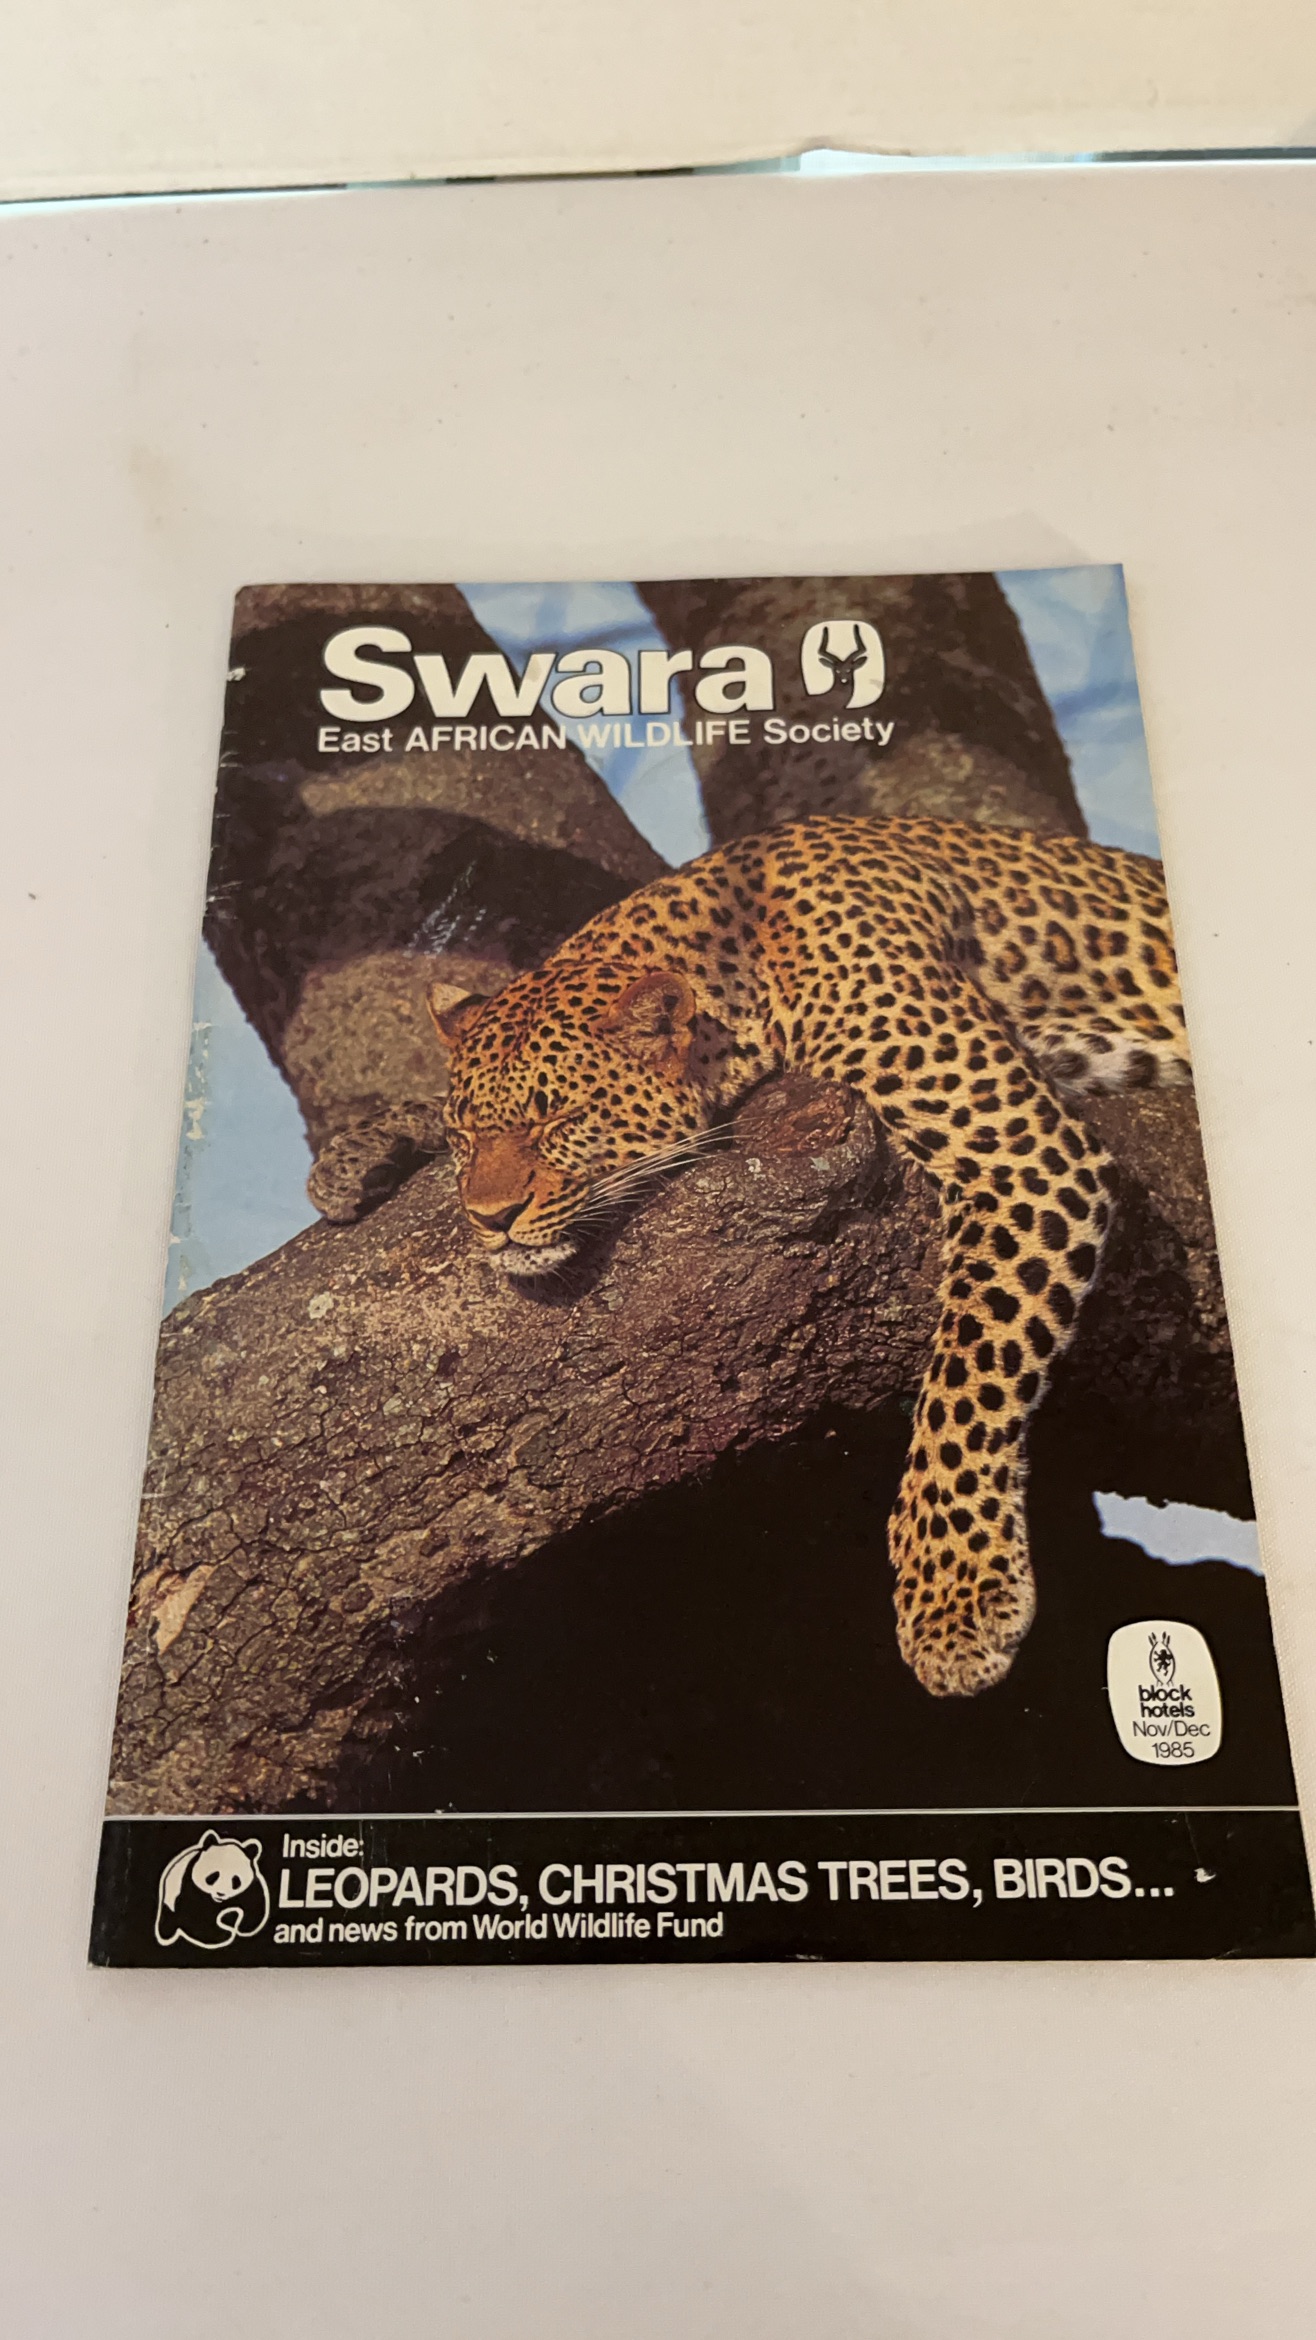 Swara
East AFRICAN WILDLIFE Society
block
hotels
Nov/Dec
1985
Inside:
LEOPARDS, CHRISTMAS TREES, BIRDS...
and news from World Wildlife Fund